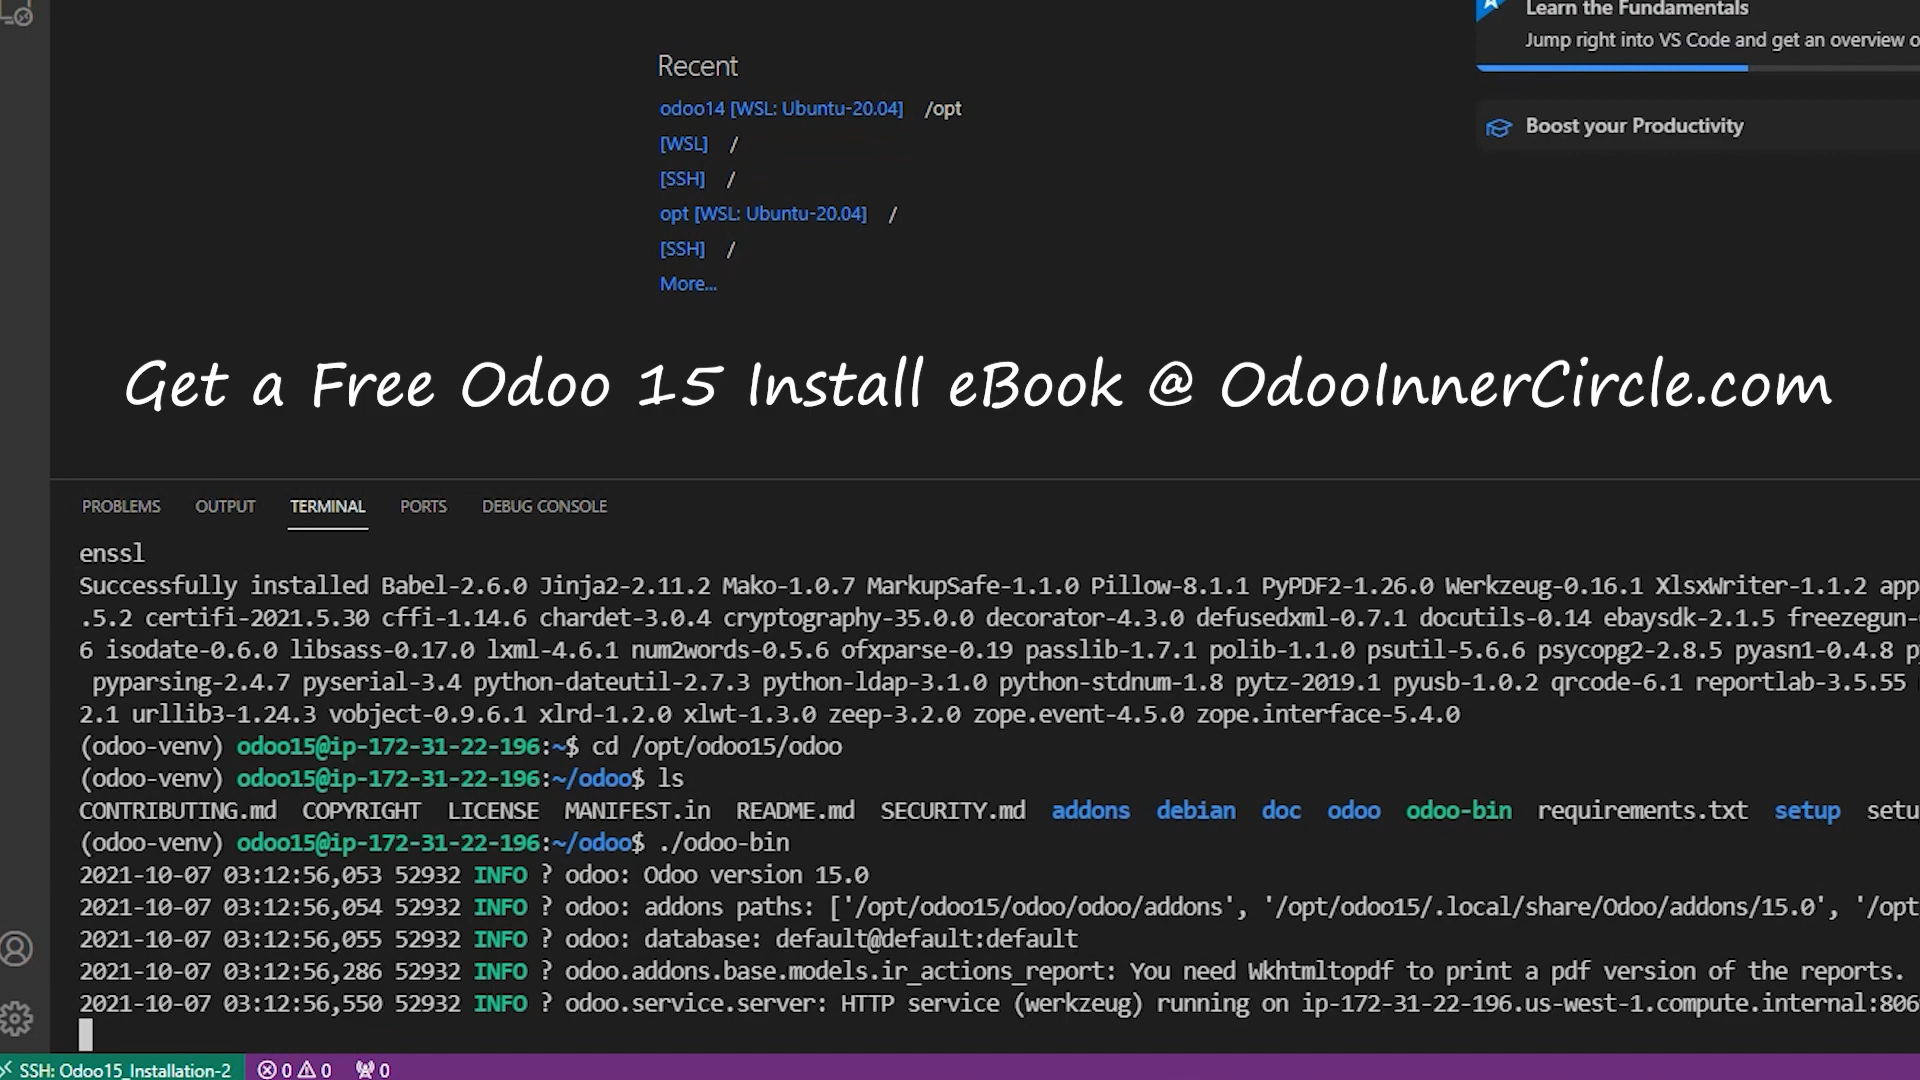 Learn the Fundamentals
Jump right into VS Code and get an overview
Recent
odoo14 [WSL: Ubuntu-20.04] /opt
[WSL] /
Boost your Productivity
[SSH] /
opt [WSL: Ubuntu-20.04] /
[SSH] /
More...
Get a Free Odoo 15 Install eBook @ OdooInnerCircle.com
PROBLEMS OUTPUT TERMINAL PORTS DEBUG CONSOLE
enssl
Successfully installed Babel-2.6.0 Jinja2-2.11.2 Mako-1.0.7 MarkupSafe-1.1.0 Pillow-8.1.1 PyPDF2-1.26.0 Werkzeug-0.16.1 XlsxWriter-1.1.2 app
.5.2 certifi-2021.5.30 cffi-1.14.6 chardet-3.0.4 cryptography-35.0.0 decorator-4.3.0 defusedxml-0.7.1 docutils-0.14 ebaysdk-2.1.5 freezegun-
6 isodate-0.6.0 libsass-0.17.0 lxml-4.6.1 num2words-0.5.6 ofxparse-0.19 passlib-1.7.1 polib-1.1.0 psutil-5.6.6 psycopg2-2.8.5 pyasn1-0.4.8
pyparsing-2.4.7 pyserial-3.4 python-dateutil-2.7.3 python-ldap-3.1.0 python-stdnum-1.8 pytz-2019.1 pyusb-1.0.2 qrcode-6.1 reportlab-3.5.55
2.1 urllib3-1.24.3 vobject-0.9.6.1 xlrd-1.2.0 xlwt-1.3.0 zeep-3.2.0 zope.event-4.5.0 zope.interface-5.4.0
(odoo-venv) odoo15@ip-172-31-22-196:~$ cd /opt/odoo15/odoo
(odoo-venv) odoo15@ip-172-31-22-196:~/odoo$ ls
CONTRIBUTING.md COPYRIGHT LICENSE MANIFEST.in README.md SECURITY.md addons debian doc odoo odoo-bin requirements.txt setup setu
(odoo-venv) odoo15@ip-172-31-22-196:~/odoo$ ./odoo-bin
2021-10-07 03:12:56,053 52932 INFO ? odoo: Odoo version 15.0
2021-10-07 03:12:56,054 52932 INFO ? odoo: addons paths: ['/opt/odoo15/odoo/odoo/addons', '/opt/odoo15/.local/share/Odoo/addons/15.0', '/opt
2021-10-07 03:12:56,055 52932 INFO ? odoo: database: default@default:default
2021-10-07 03:12:56,286 52932 INFO ? odoo.addons.base.models.ir_actions_report: You need Wkhtmltopdf to print a pdf version of the reports.
2021-10-07 03:12:56,550 52932 INFO ? odoo.service.server: HTTP service (werkzeug) running on ip-172-31-22-196.us-west-1.compute.internal:806
SSH: Odoo15_Installation-2 0 0 0